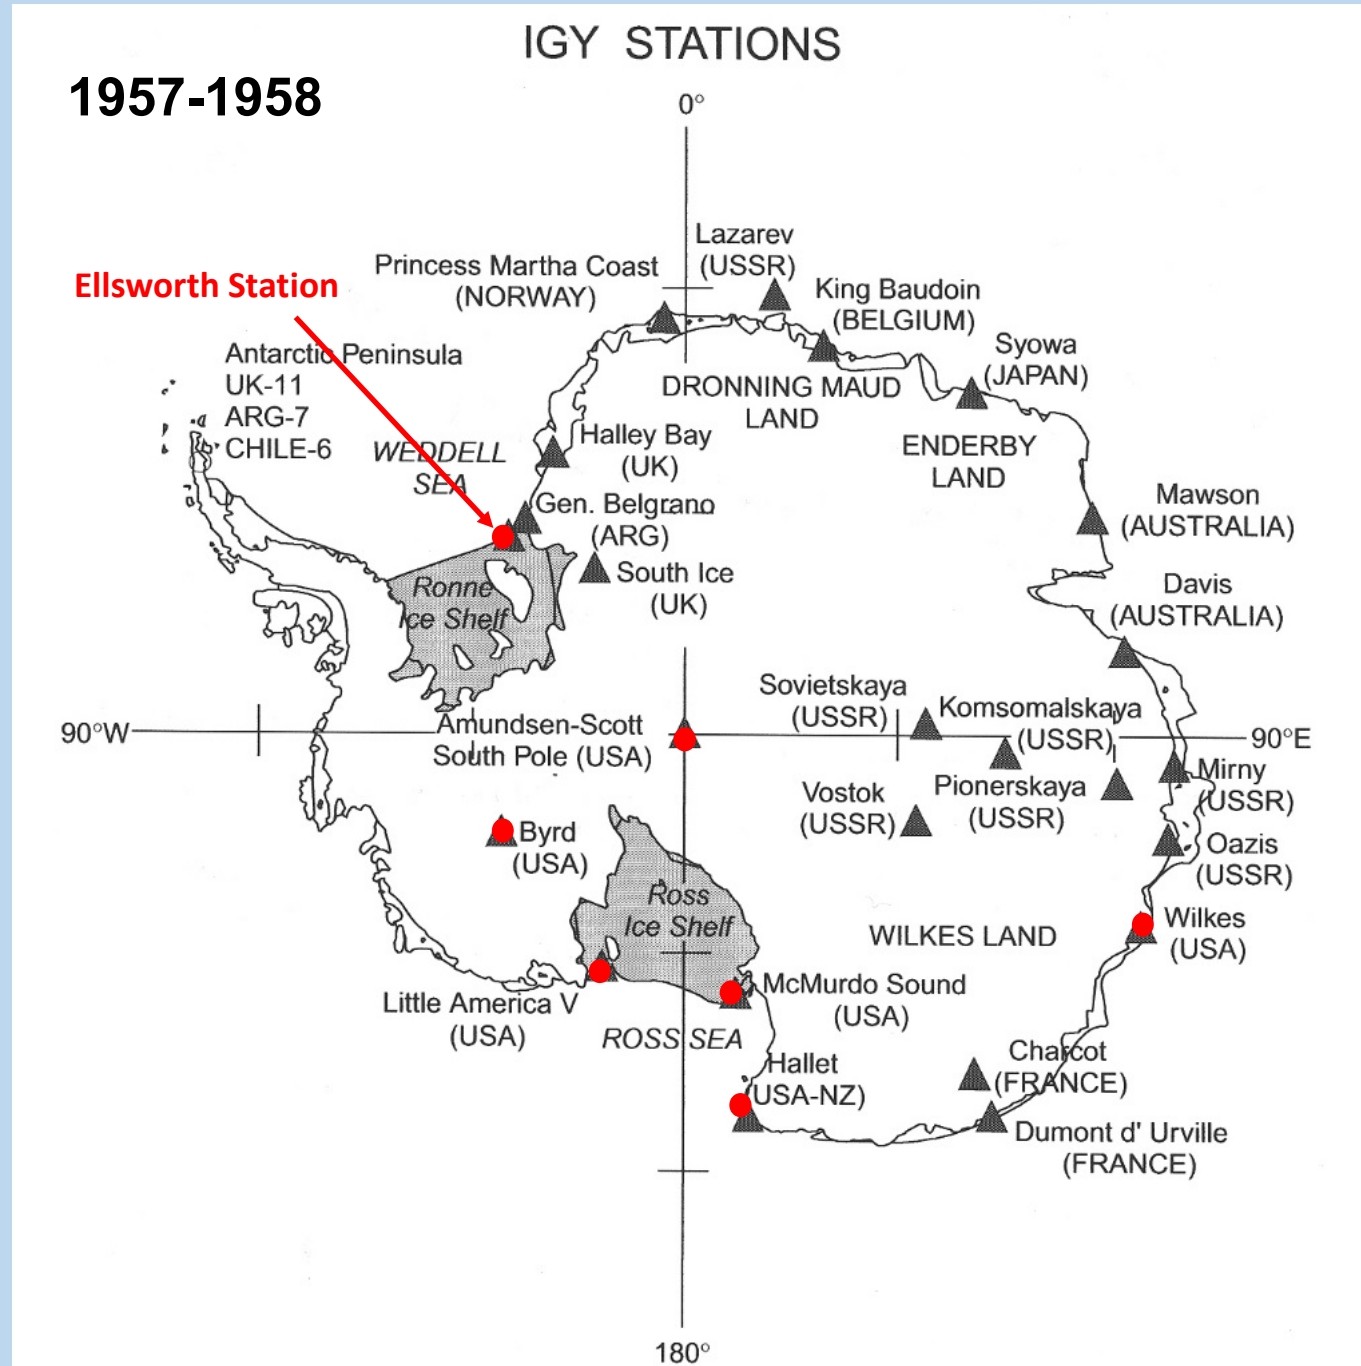 IGY STATIONS
1957-1958
0°
Lazarev
(USSR)
Princess Martha Coast
(NORWAY)
Ellsworth Station
King Baudoin
(BELGIUM)
Syowa
(JAPAN)
Antarctic Peninsula
UK-11
ARG-7
CHILE-6
DRONNING MAUD
LAND
WEDDELL
SEA
Halley Bay
(UK)
ENDERBY
LAND
Gen. Belgrano
(ARG)
Mawson
(AUSTRALIA)
South Ice
(UK)
Ronne
Ice Shelf
Davis
(AUSTRALIA)
Sovietskaya
(USSR)
Komsomalskaya
(USSR)
Amundsen-Scott
South Pole (USA)
90°W
90°E
Mirny
(USSR)
Pionerskaya
(USSR)
Vostok
(USSR)
Byrd
(USA)
Oazis
(USSR)
Ross
Ice Shelf
WILKES LAND
Wilkes
(USA)
Little America V
(USA)
McMurdo Sound
(USA)
ROSS SEA
Hallet
(USA-NZ)
Charcot
(FRANCE)
Dumont d' Urville
(FRANCE)
180°